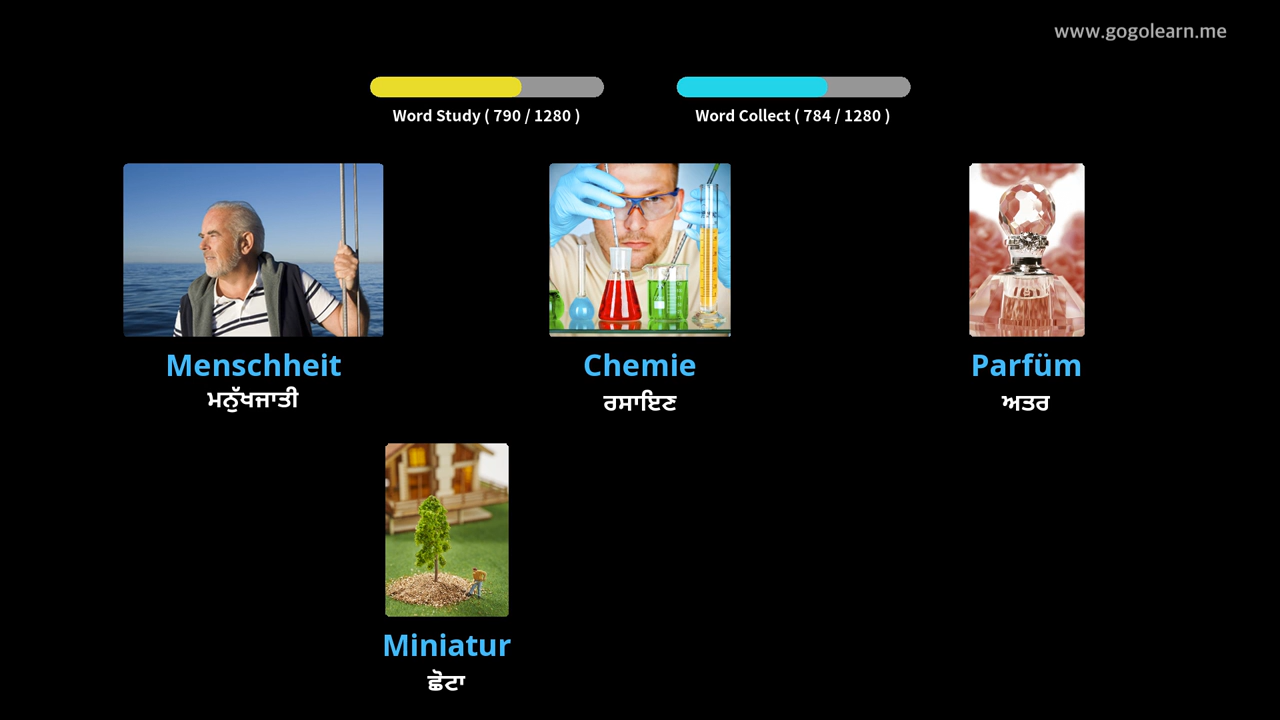 www.gogolearn.me
Word Study ( 790 / 1280 )
Word Collect ( 784 / 1280 )
Menschheit
ਮਨੁੱਖਜਾਤੀ
Chemie
ਰਸਾਇਣ
Parfüm
ਅਤਰ
Miniatur
ਛੋਟਾ